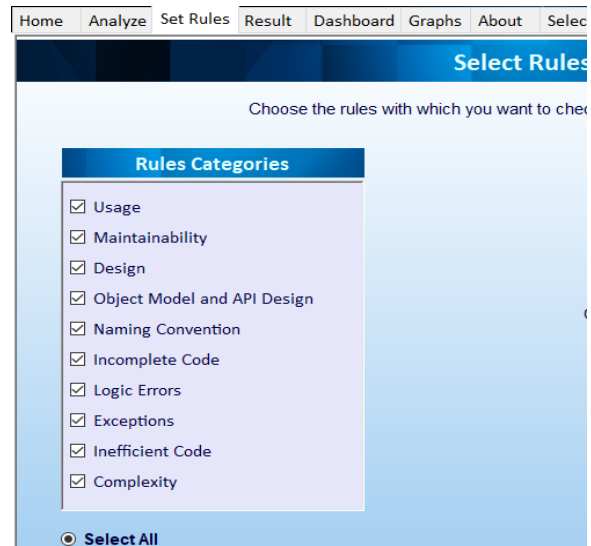 Home Analyze Set Rules Result Dashboard Graphs About Selec
Select Rules
Choose the rules with which you want to chec
Rules Categories
Usage
Maintainability
Design
Object Model and API Design
Naming Convention
Incomplete Code
Logic Errors
Exceptions
Inefficient Code
Complexity
Select All